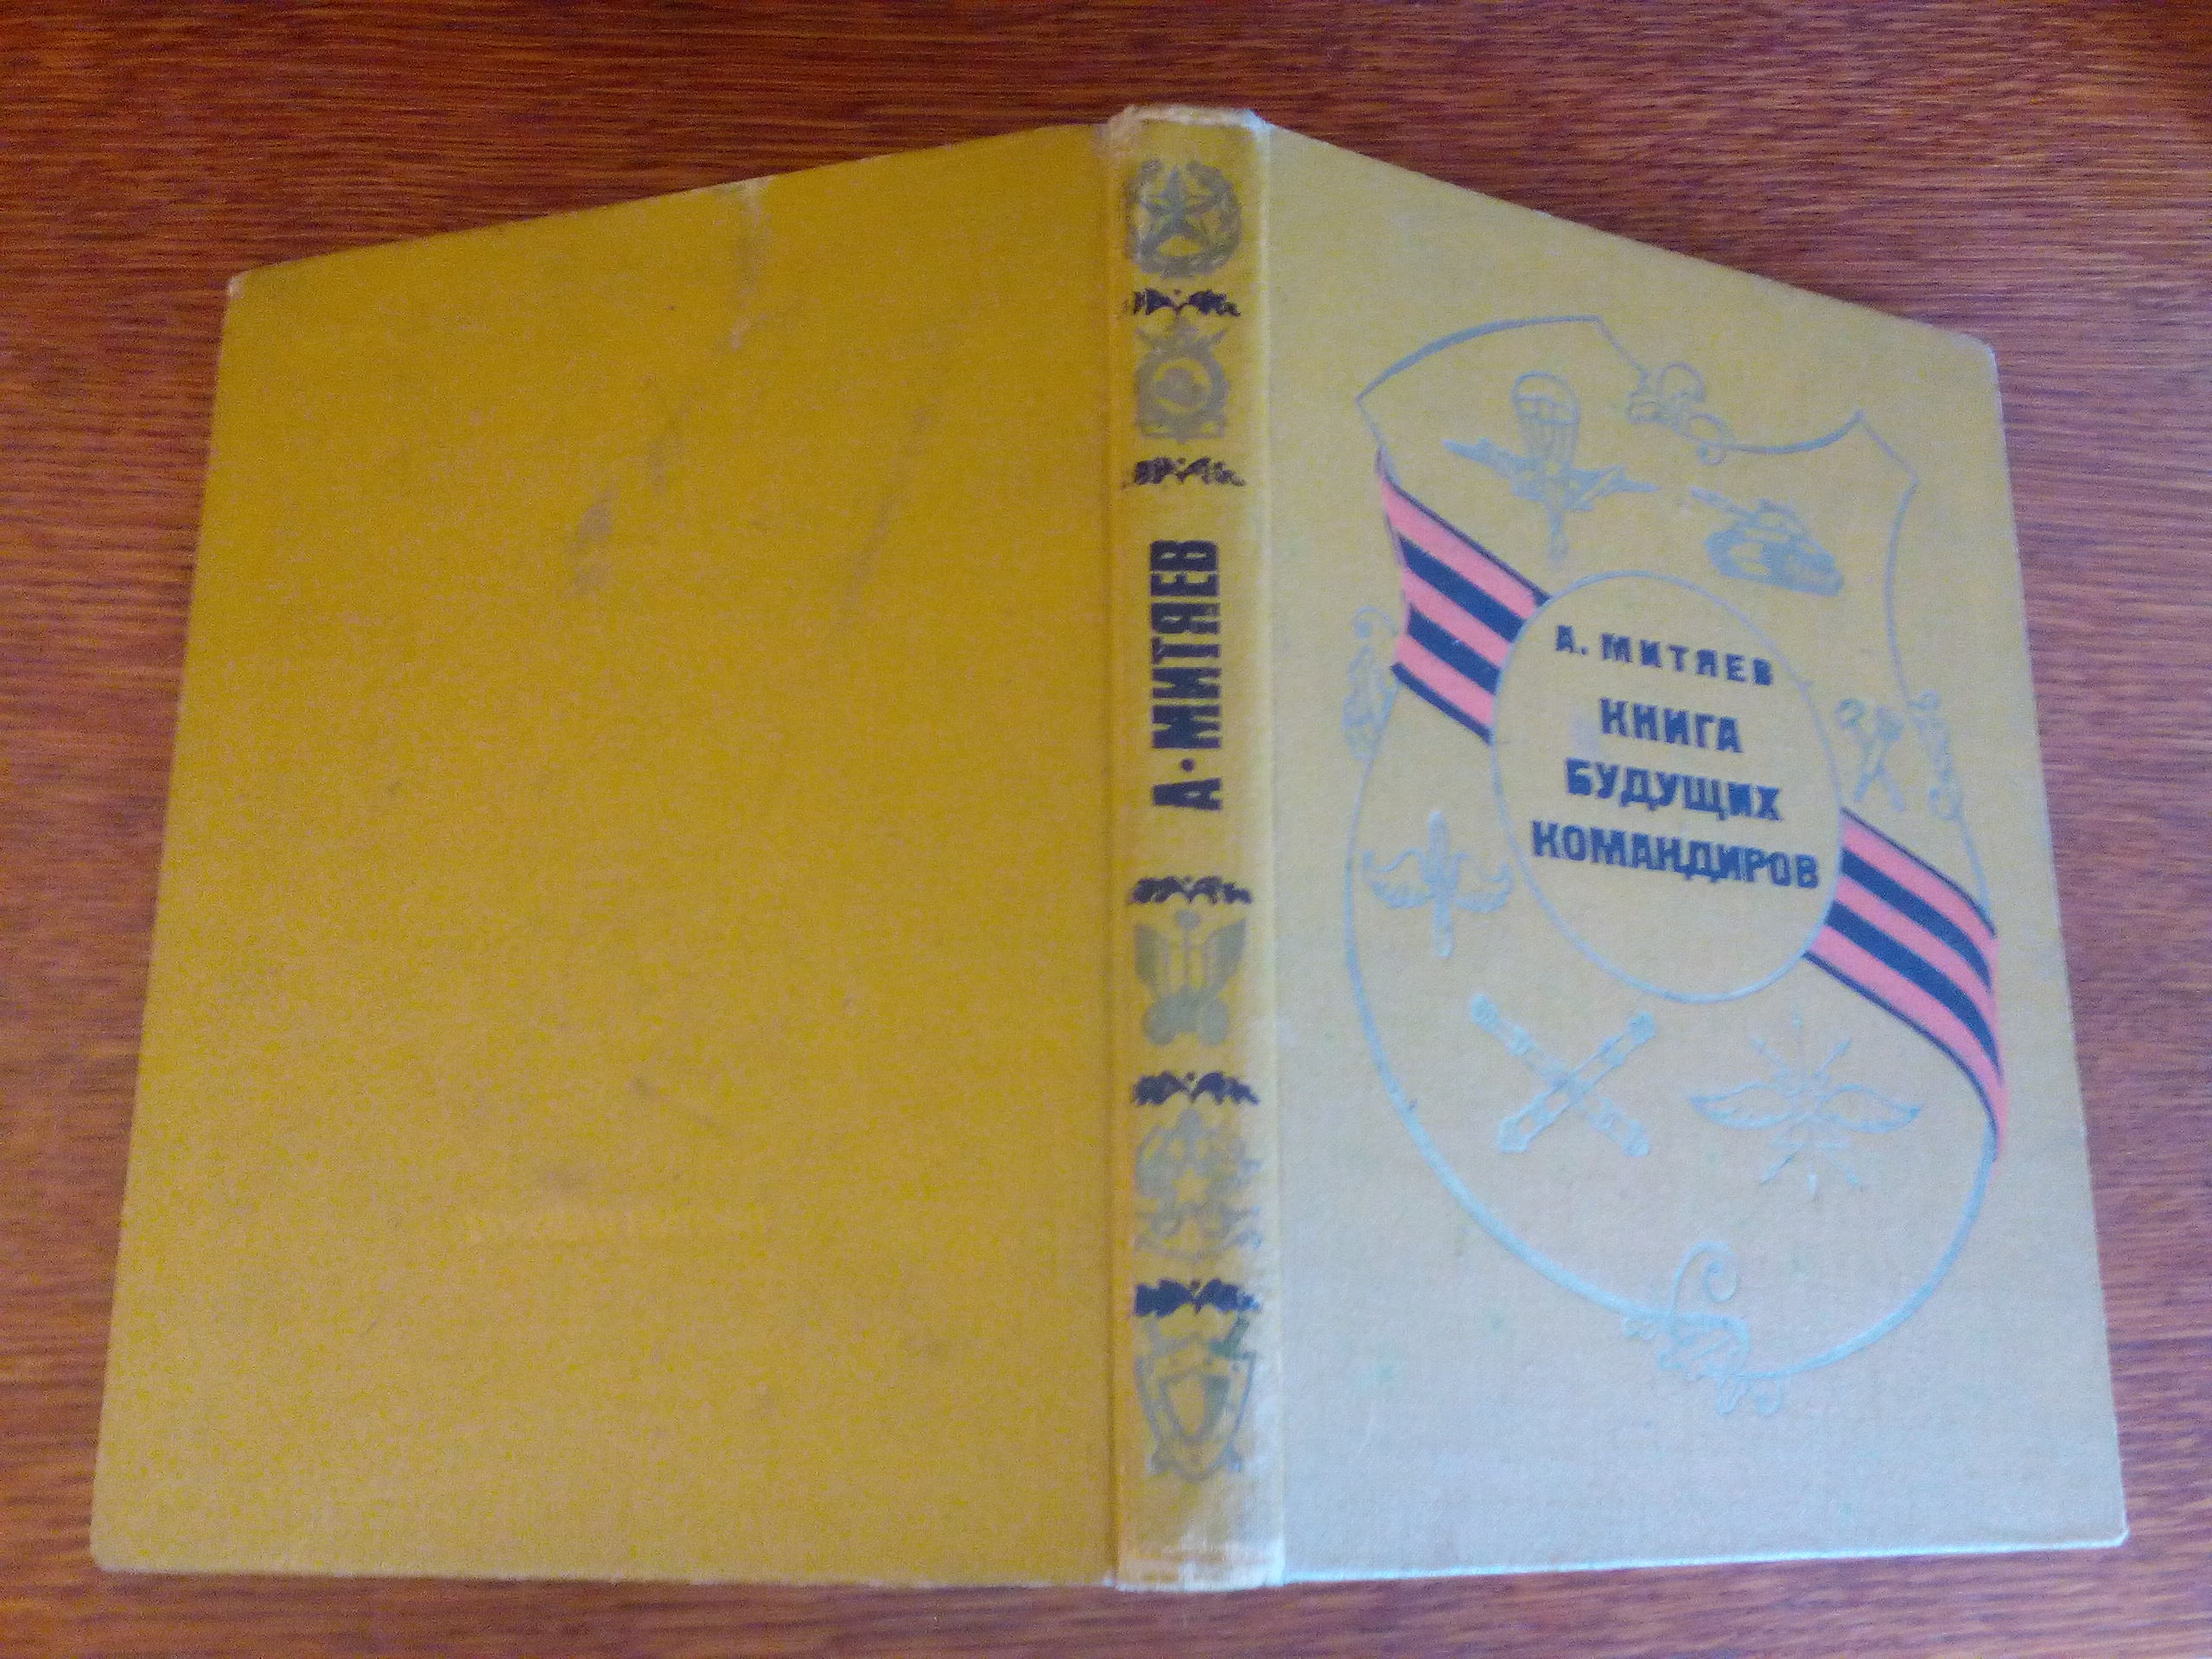 А·МИТЯЕВ
А. МИТЯЕВ
КНИГА
БУДУЩИХ
КОМАНДИРОВ